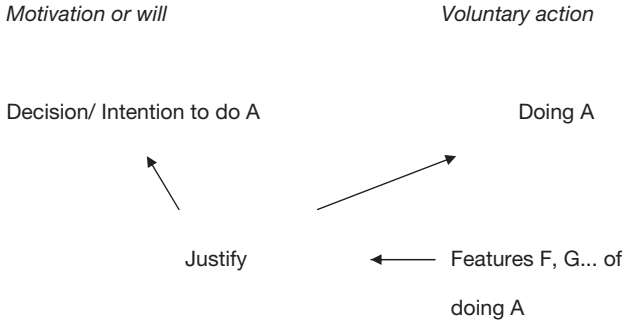 Motivation or will
Voluntary action
Decision/ Intention to do A
Doing A
Justify
Features F, G... of
doing A